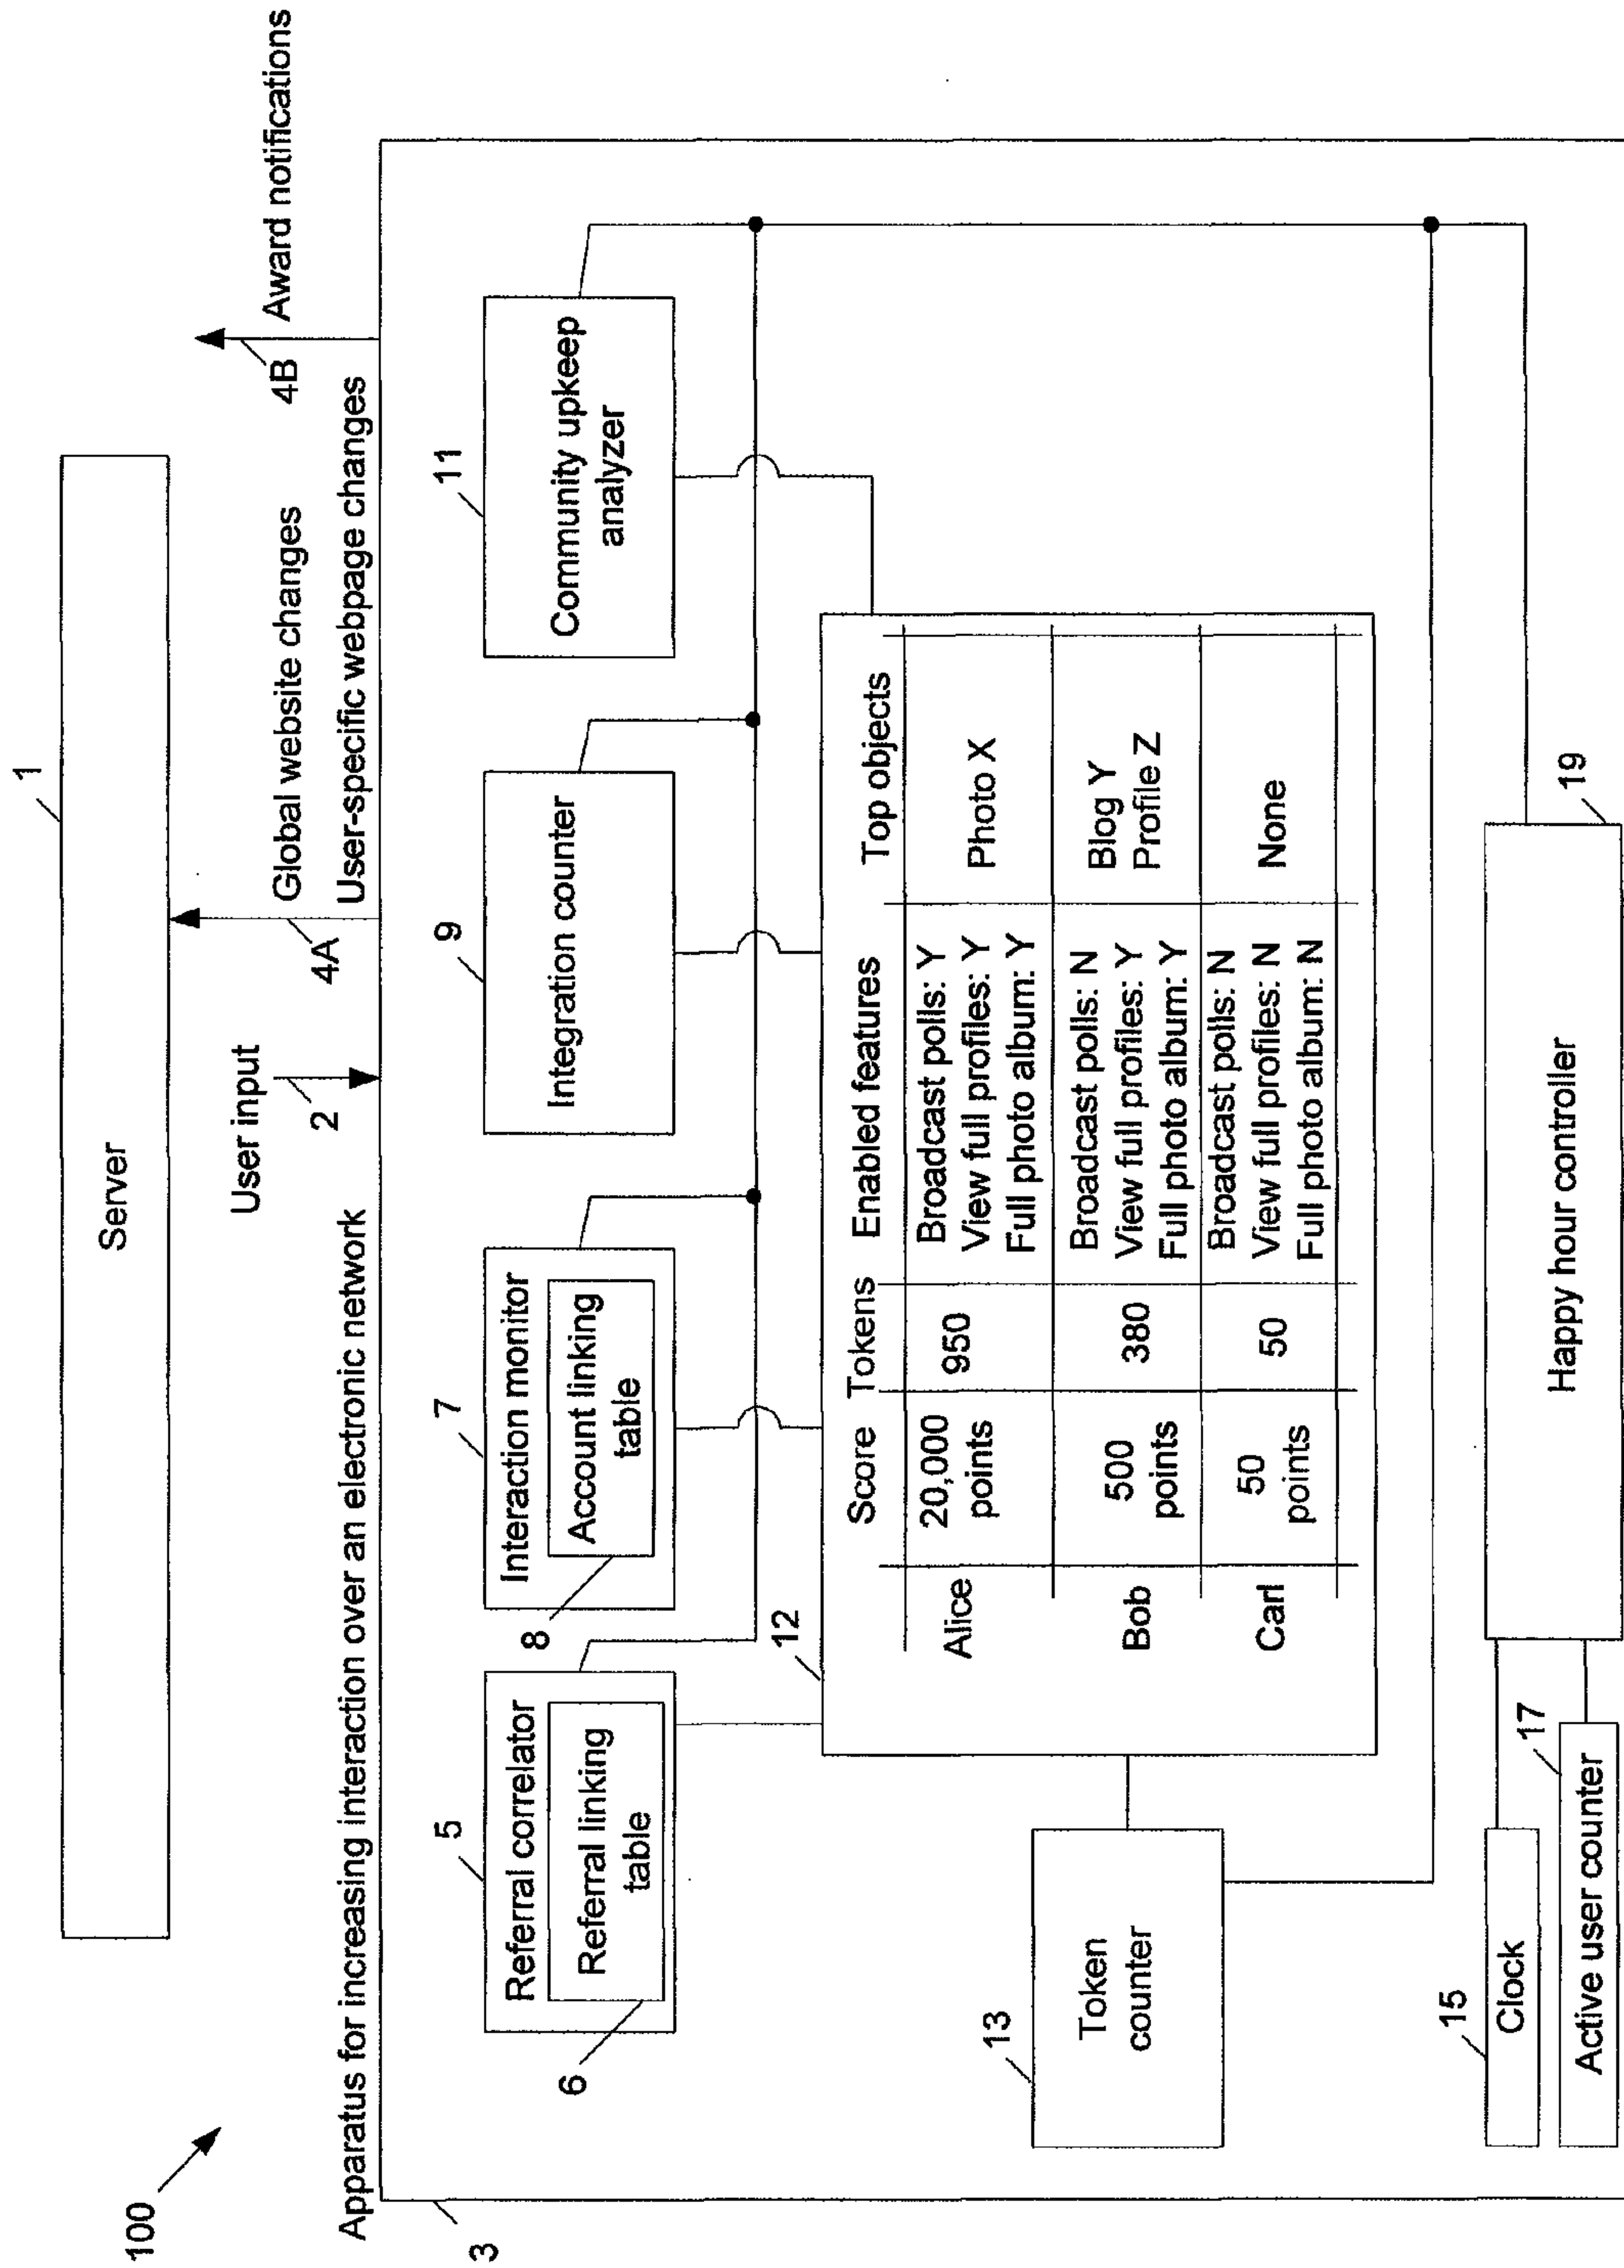 100
1
Server
User input
2
4A
Global website changes
User-specific webpage changes
4B
Award notifications
Apparatus for increasing interaction over an electronic network
3
5
Referral correlator
Referral linking
table
6
7
Interaction monitor
Account linking
table
8
9
Integration counter
11
Community upkeep
analyzer
12
Score Tokens Enabled features Top objects
Alice
20,000
points
950
Broadcast polls: Y
View full profiles: Y
Full photo album: Y
Photo X
Bob
500
points
380
Broadcast polls: N
View full profiles: Y
Full photo album: Y
Blog Y
Profile Z
Carl
50
points
50
Broadcast polls: N
View full profiles: N
Full photo album: N
None
13
Token
counter
15
Clock
17
Active user counter
Happy hour controller
19